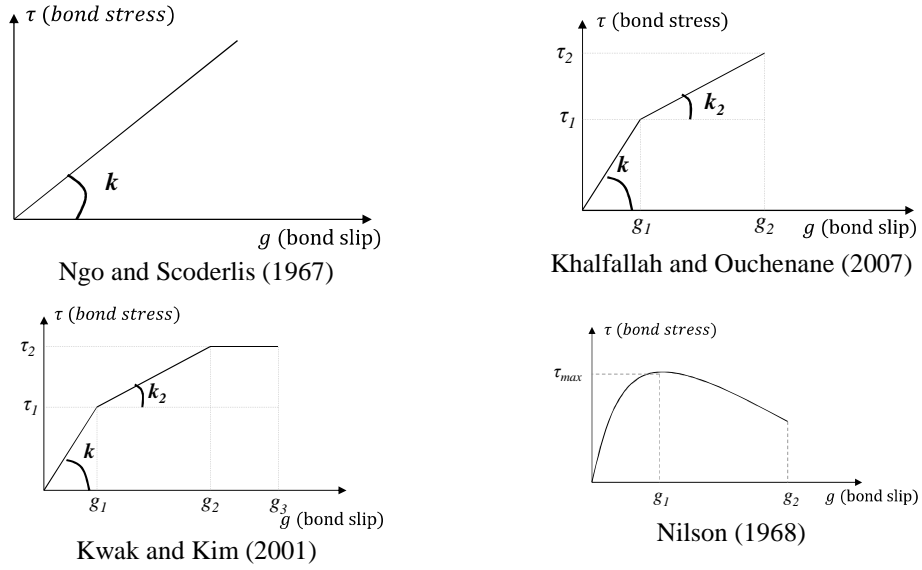 τ (bond stress)
k
g (bond slip)
Ngo and Scoderlis (1967)
τ (bond stress)
τ2
τ1
k2
k
g1
g2
g (bond slip)
Khalfallah and Ouchenane (2007)
τ (bond stress)
τ2
τ1
k2
k
g1
g2
g3
g (bond slip)
Kwak and Kim (2001)
τ (bond stress)
τmax
g1
g2
g (bond slip)
Nilson (1968)